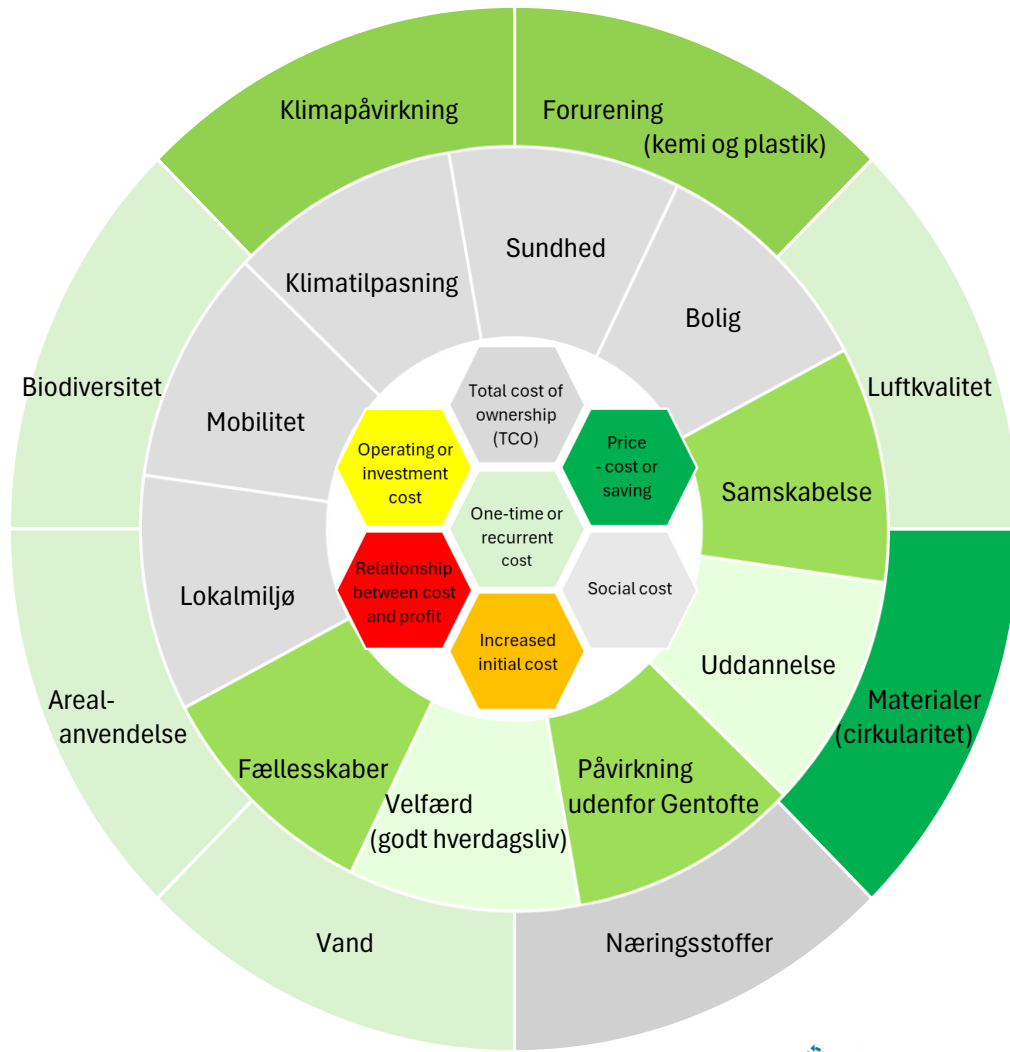 Klimapåvirkning
Forurening
(kemi og plastik)
Sundhed
Klimatilpasning
Bolig
Biodiversitet
Luftkvalitet
Mobilitet
Total cost of
ownership
(TCO)
Operating or
investment
cost
Price
- cost or
saving
Samskabelse
One-time or
recurrent
cost
Relationship
between cost
and profit
Social cost
Lokalmiljø
Increased
initial cost
Uddannelse
Areal-
anvendelse
Materialer
(cirkularitet)
Fællesskaber
Påvirkning
udenfor Gentofte
Velfærd
(godt hverdagsliv)
Vand
Næringsstoffer